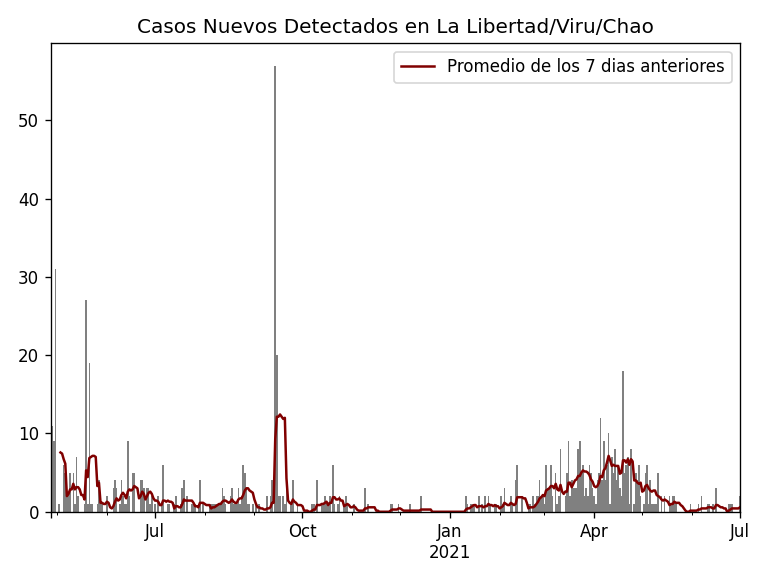 Casos Nuevos Detectados en La Libertad/Viru/Chao
Promedio de los 7 dias anteriores
50
40
30
20
10
0
Jul
Oct
Jan
2021
Apr
Jul